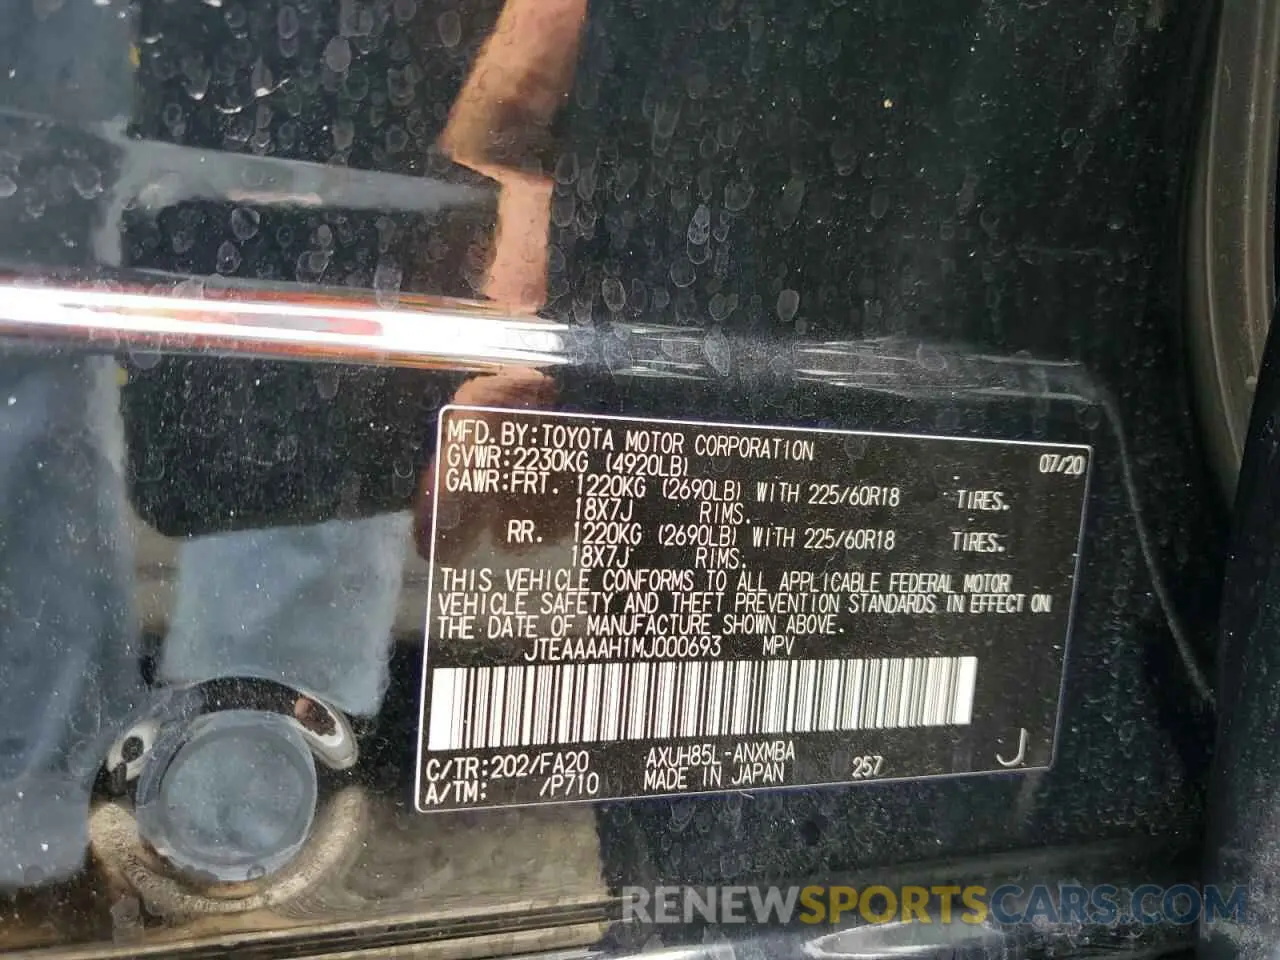 MFD.BY:TOYOTA MOTOR CORPORATION 07/20
GVWR:2230KG (4920LB)
GAWR:FRT. 1220KG (2690LB) WITH 225/60R18 TIRES.
18X7J RIMS.
RR. 1220KG (2690LB) WITH 225/60R18 TIRES.
18X7J RIMS.
THIS VEHICLE CONFORMS TO ALL APPLICABLE FEDERAL MOTOR
VEHICLE SAFETY AND THEFT PREVENTION STANDARDS IN EFFECT ON
THE DATE OF MANUFACTURE SHOWN ABOVE.
JTEAAAAH1MJ000693 MPV
C/TR:202/FA20 AXUH85L-ANXMBA 257 J
A/TM: /P710 MADE IN JAPAN
RENEWSPORTSCARS.COM